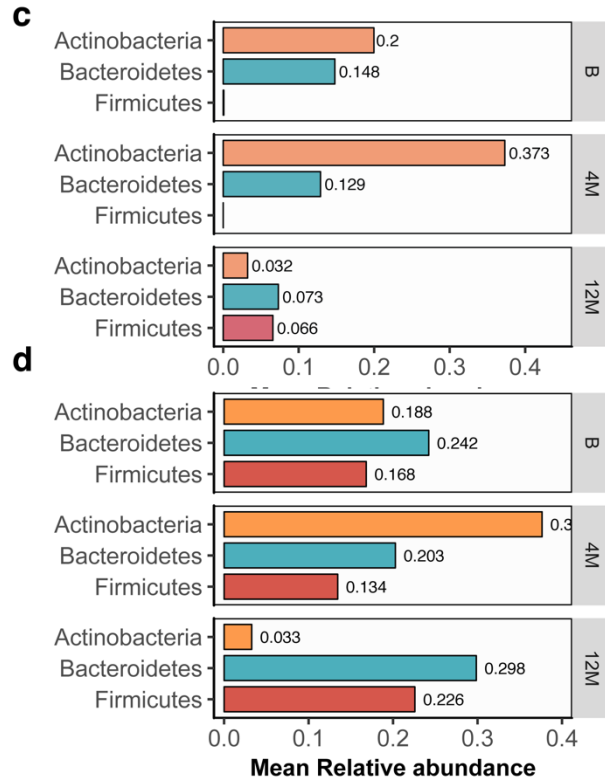 c
Actinobacteria 0.2
Bacteroidetes 0.148
Firmicutes
B
Actinobacteria 0.373
Bacteroidetes 0.129
Firmicutes
4M
Actinobacteria 0.032
Bacteroidetes 0.073
Firmicutes 0.066
12M
0.0 0.1 0.2 0.3 0.4
d
Actinobacteria 0.188
Bacteroidetes 0.242
Firmicutes 0.168
B
Actinobacteria 0.3
Bacteroidetes 0.203
Firmicutes 0.134
4M
Actinobacteria 0.033
Bacteroidetes 0.298
Firmicutes 0.226
12M
0.0 0.1 0.2 0.3 0.4
Mean Relative abundance